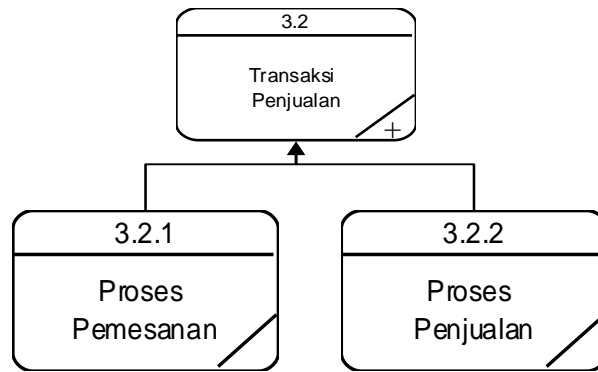 3.2
Transaksi
Penjualan
+
3.2.1
Proses
Pemesanan
3.2.2
Proses
Penjualan